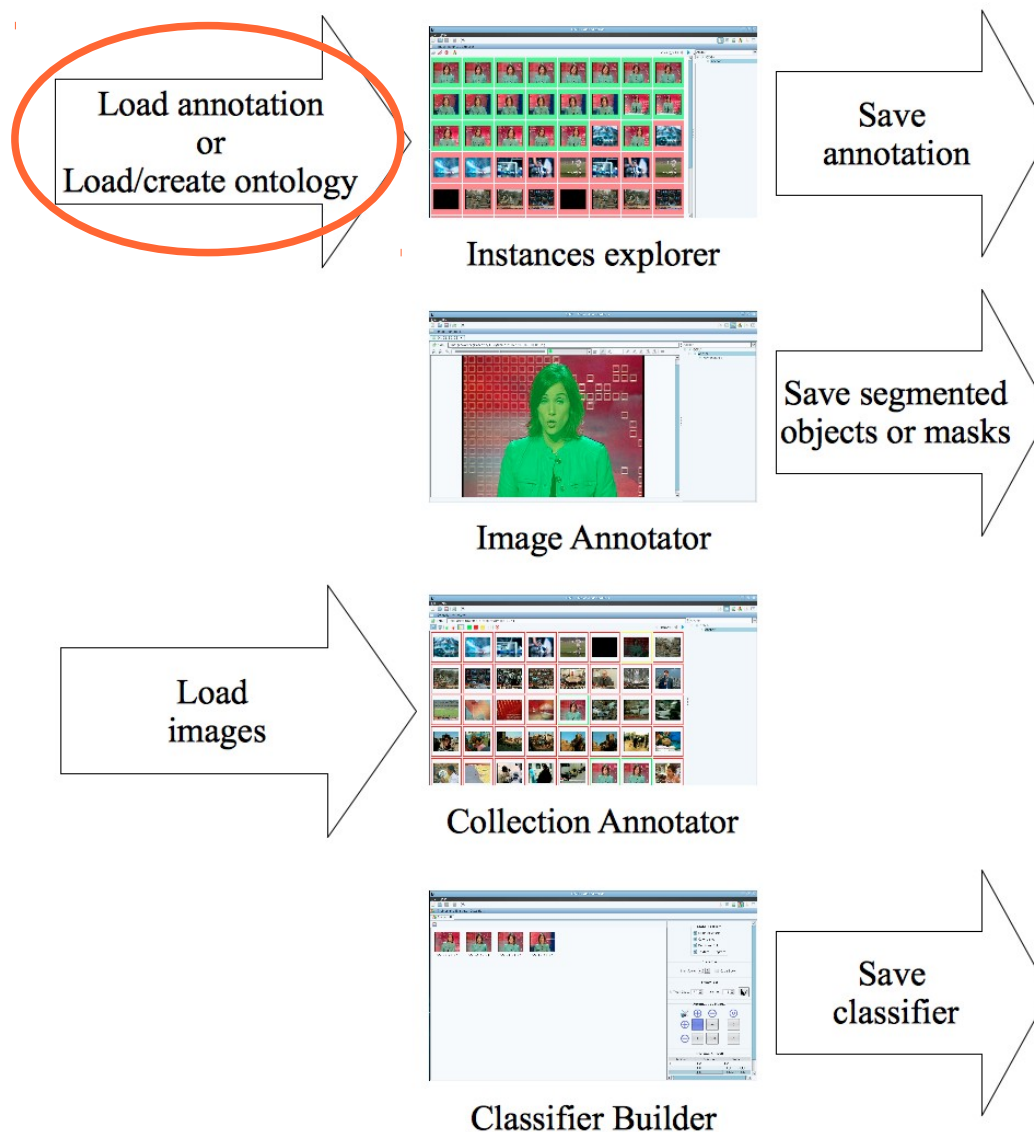 Load annotation
or
Load/create ontology
Save
annotation
Instances explorer
Save segmented
objects or masks
Image Annotator
Load
images
Collection Annotator
Save
classifier
Classifier Builder